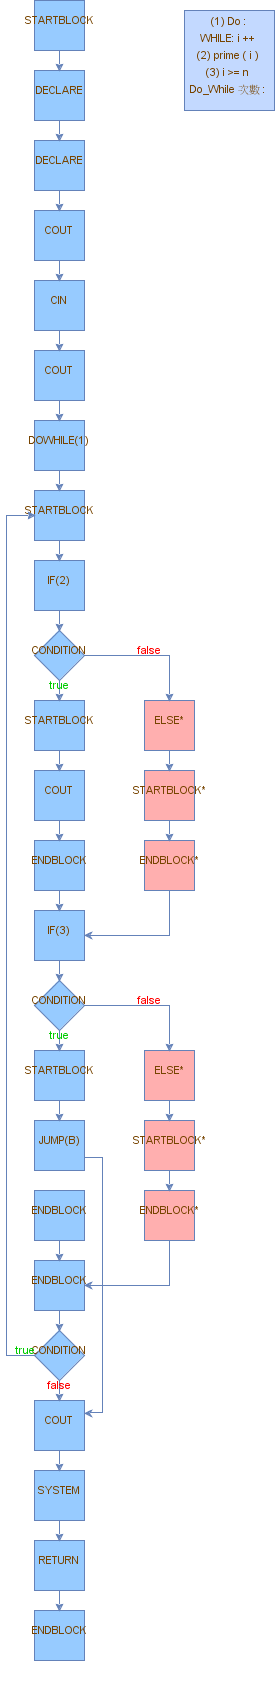 STARTBLOCK
(1) Do :
WHILE: i ++
(2) prime ( i )
(3) i >= n
Do_While 次數 :
DECLARE
DECLARE
COUT
CIN
COUT
DOWHILE(1)
STARTBLOCK
IF(2)
CONDITION
false
true
STARTBLOCK
ELSE*
COUT
STARTBLOCK*
ENDBLOCK
ENDBLOCK*
IF(3)
CONDITION
false
true
STARTBLOCK
ELSE*
JUMP(B)
STARTBLOCK*
ENDBLOCK
ENDBLOCK*
ENDBLOCK
true
CONDITION
false
COUT
SYSTEM
RETURN
ENDBLOCK